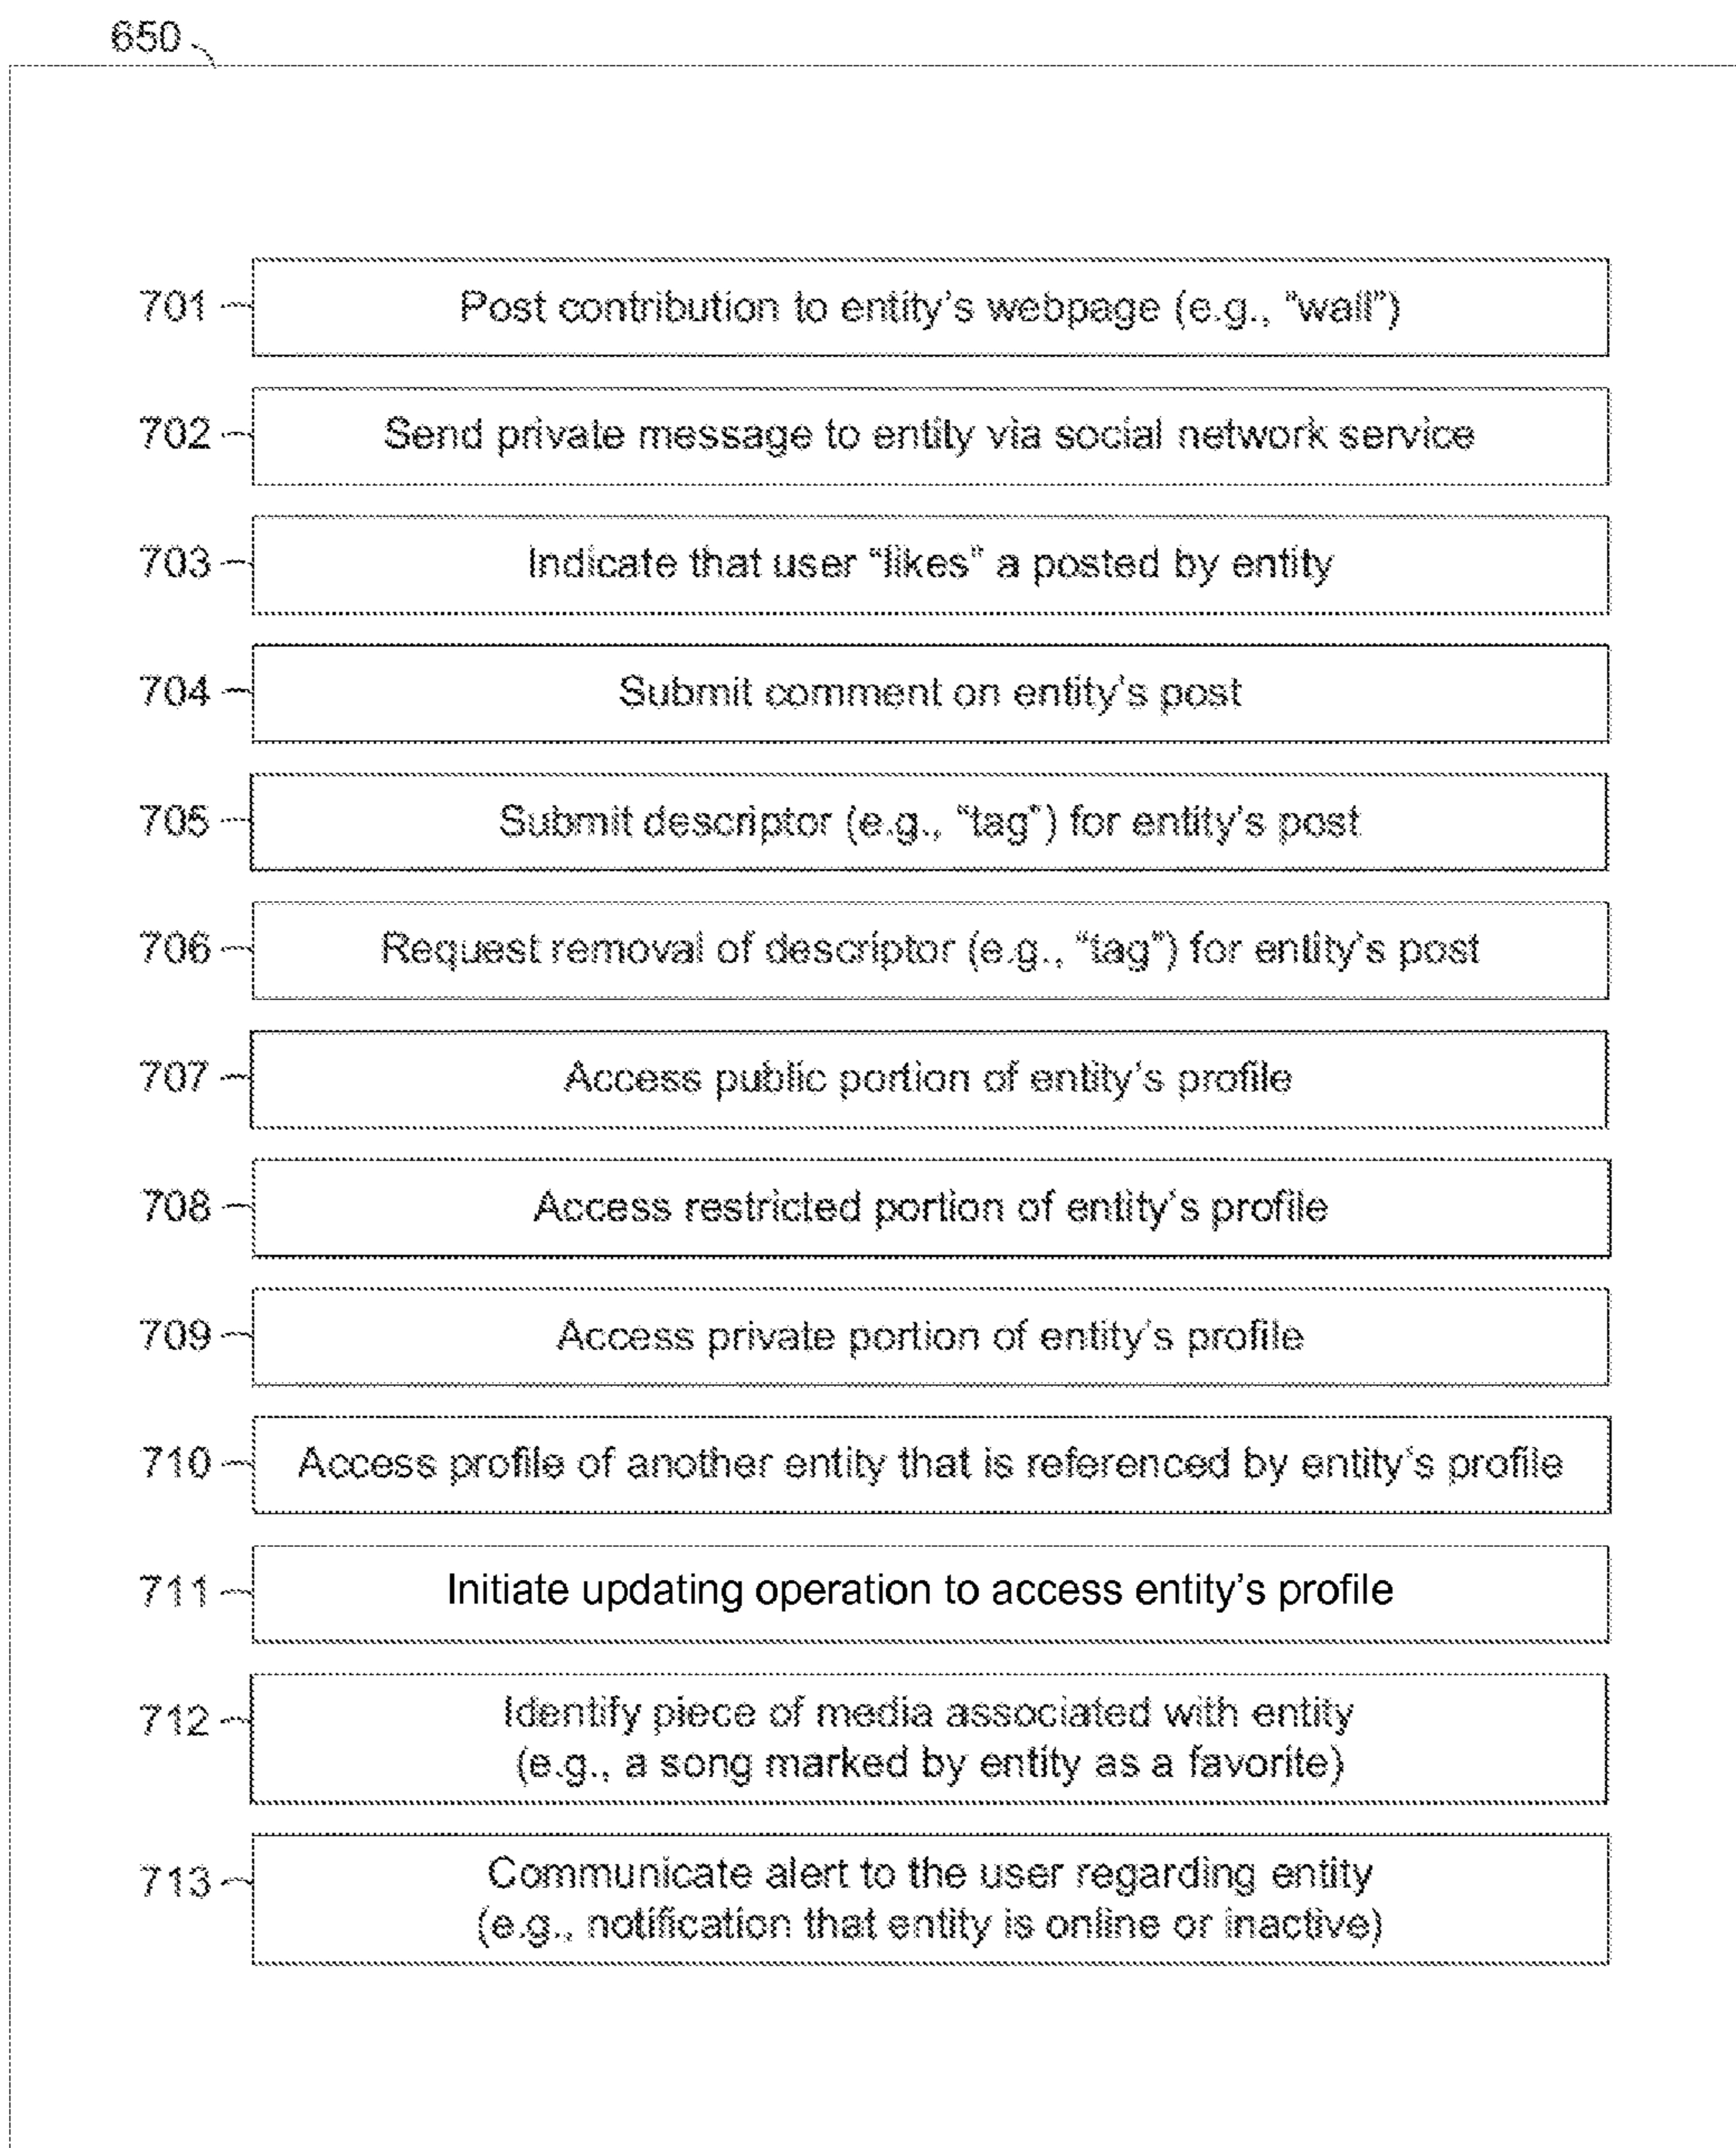 650
701 Post contribution to entity's webpage (e.g., "wall")
702 Send private message to entity via social network service
703 Indicate that user "likes" a posted by entity
704 Submit comment on entity's post
705 Submit descriptor (e.g., "tag") for entity's post
706 Request removal of descriptor (e.g., "tag") for entity's post
707 Access public portion of entity's profile
708 Access restricted portion of entity's profile
709 Access private portion of entity's profile
710 Access profile of another entity that is referenced by entity's profile
711 Initiate updating operation to access entity's profile
712 Identify piece of media associated with entity
(e.g., a song marked by entity as a favorite)
713 Communicate alert to the user regarding entity
(e.g., notification that entity is online or inactive)